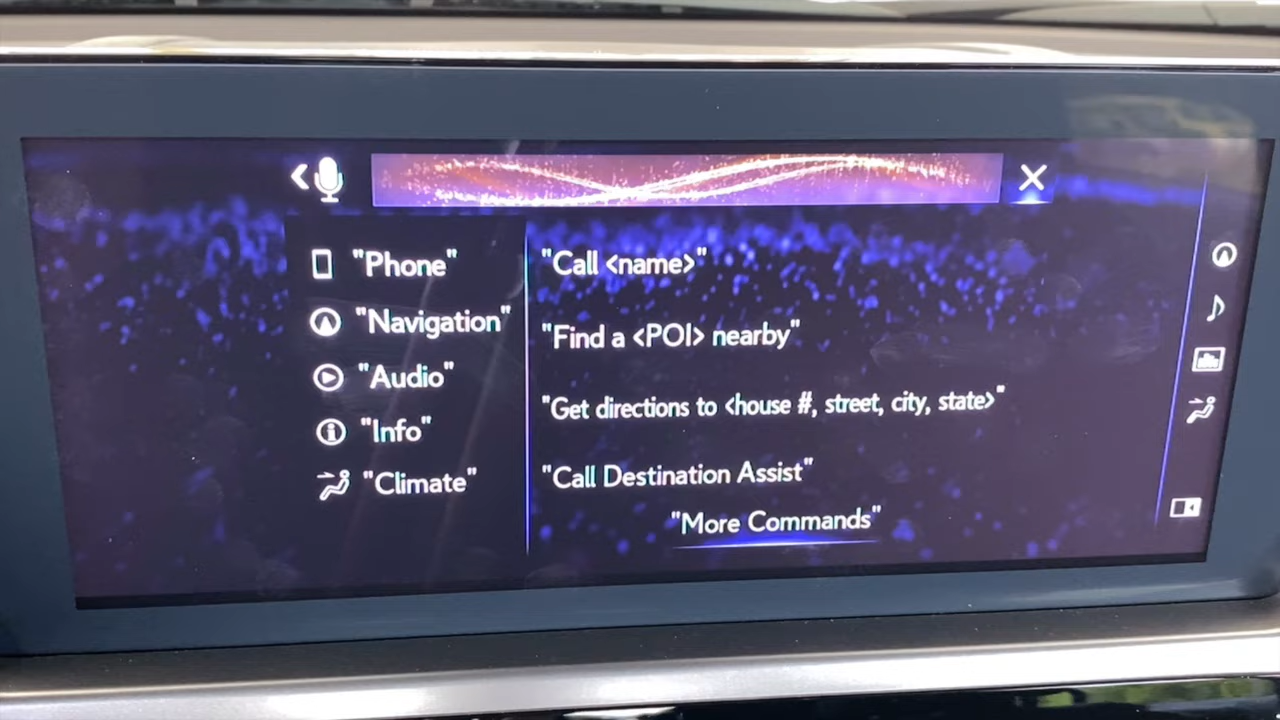 "Phone"
"Navigation"
"Audio"
"Info"
"Climate"
"Call <name>"
"Find a <POI> nearby"
"Get directions to <house #, street, city, state>"
"Call Destination Assist"
"More Commands"